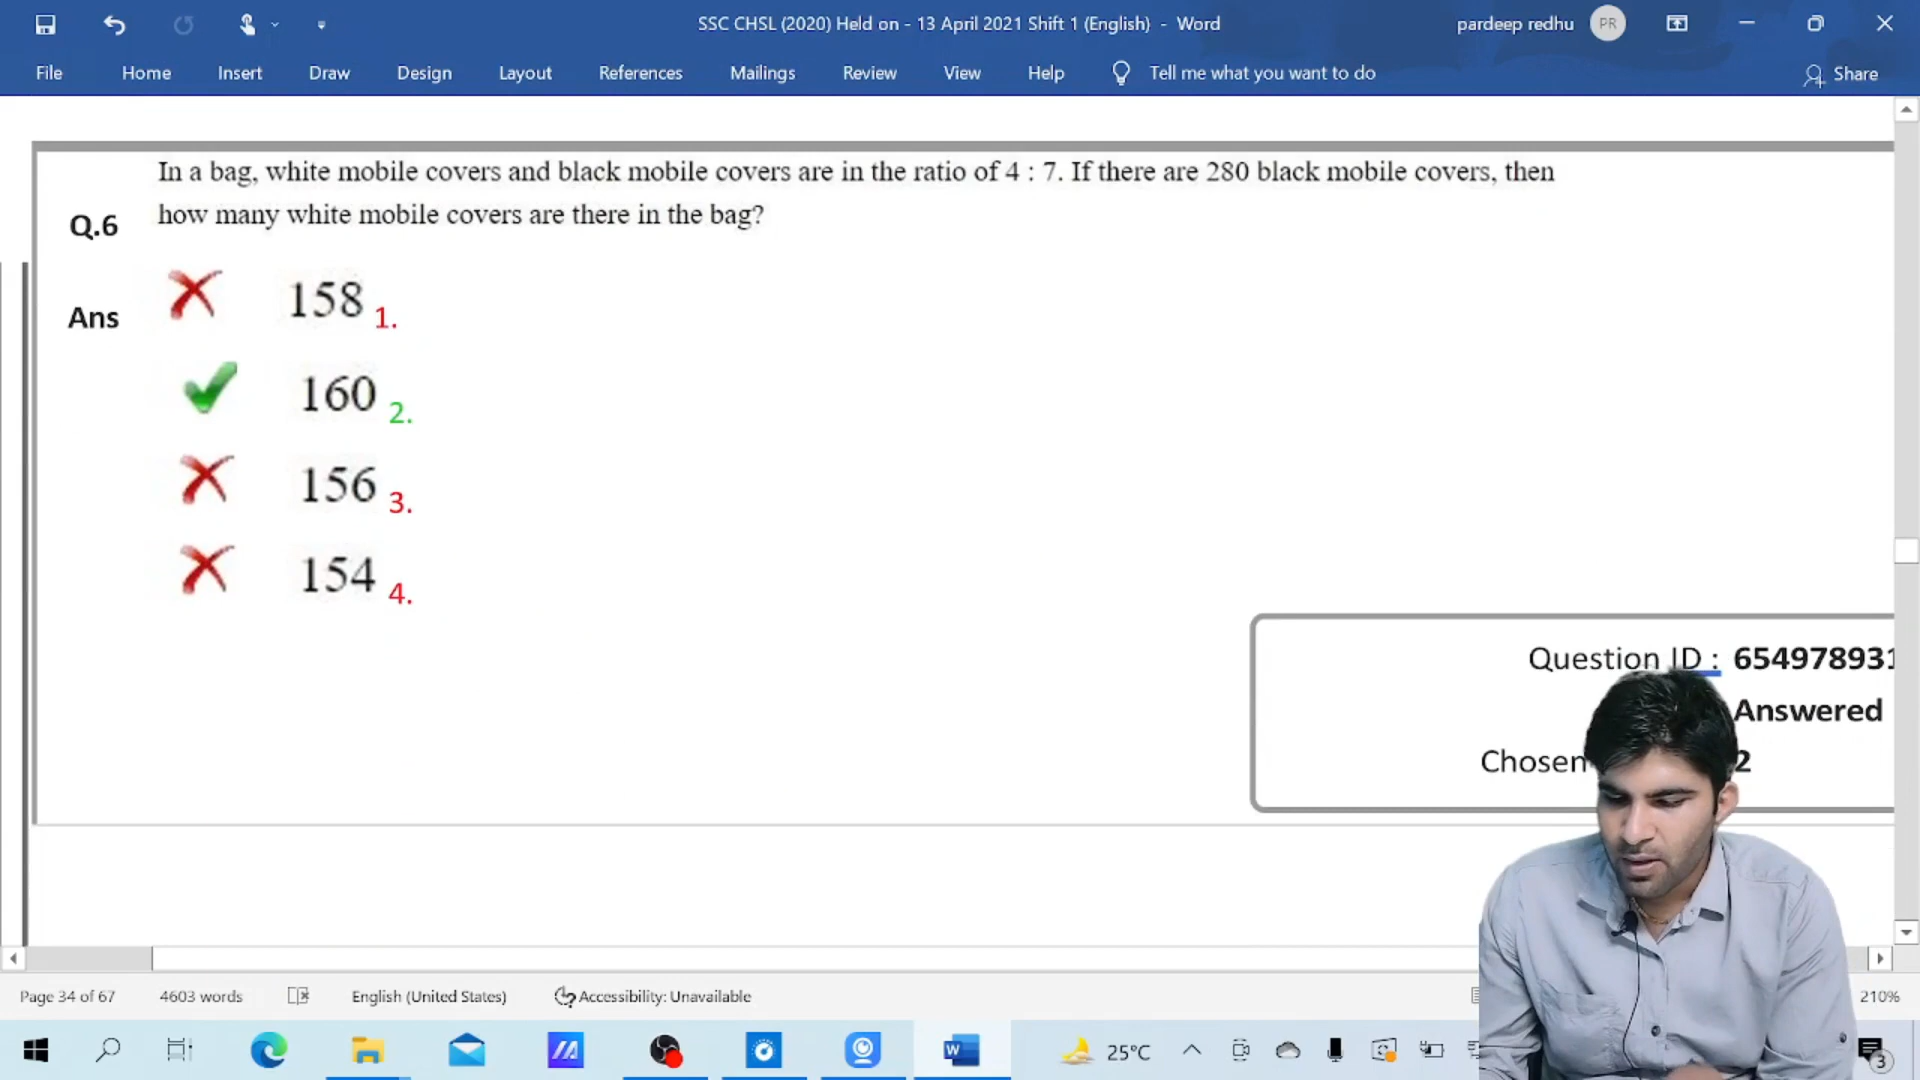 SSC CHSL (2020) Held on - 13 April 2021 Shift 1 (English) - Word
pardeep redhu PR
File Home Insert Draw Design Layout References Mailings Review View Help Tell me what you want to do Share
In a bag, white mobile covers and black mobile covers are in the ratio of 4 : 7. If there are 280 black mobile covers, then
how many white mobile covers are there in the bag?
Q.6
Ans
158 1.
160 2.
156 3.
154 4.
Question ID : 654978931
Answered
Chosen 2
Page 34 of 67 4603 words English (United States) Accessibility: Unavailable 210%
25°C 3